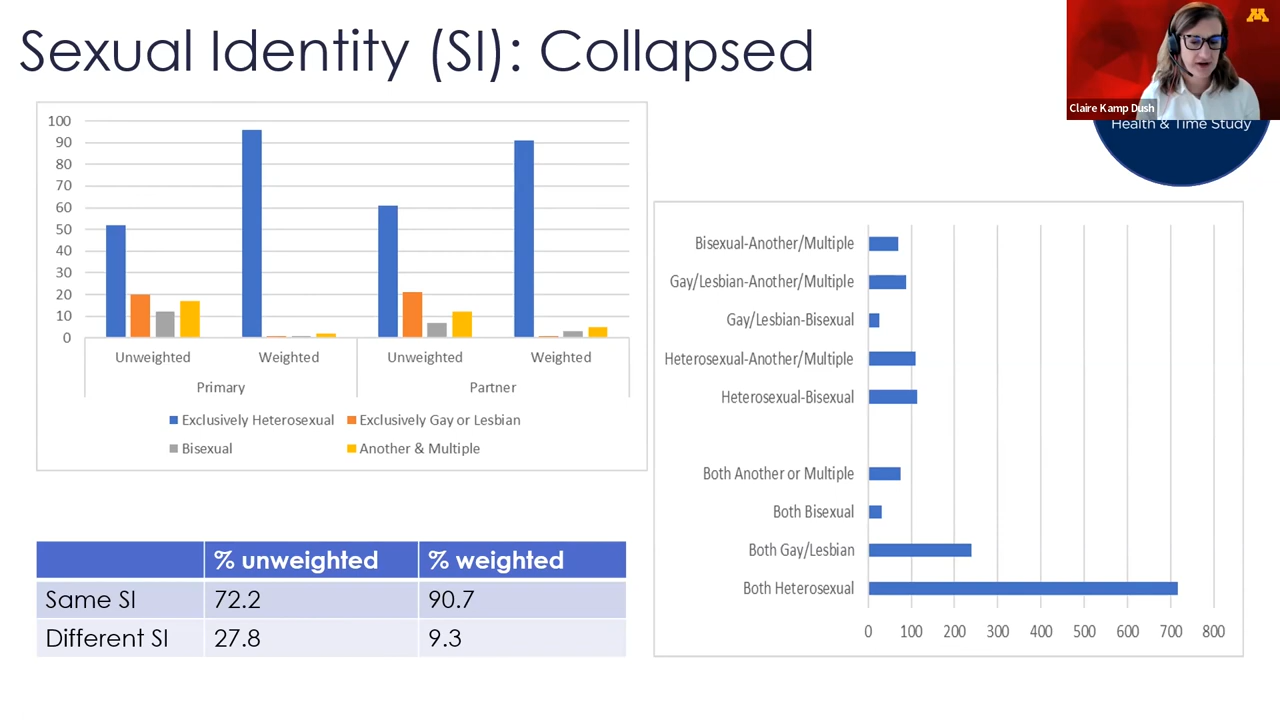 Sexual Identity (SI): Collapsed
Claire Kamp Dush
Health & Time Study
100
90
80
70
60
50
40
30
20
10
0
Unweighted Weighted Unweighted Weighted
Primary Partner
Exclusively Heterosexual Exclusively Gay or Lesbian
Bisexual Another & Multiple
Bisexual-Another/Multiple
Gay/Lesbian-Another/Multiple
Gay/Lesbian-Bisexual
Heterosexual-Another/Multiple
Heterosexual-Bisexual
Both Another or Multiple
Both Bisexual
Both Gay/Lesbian
Both Heterosexual
0 100 200 300 400 500 600 700 800
% unweighted % weighted
Same SI 72.2 90.7
Different SI 27.8 9.3